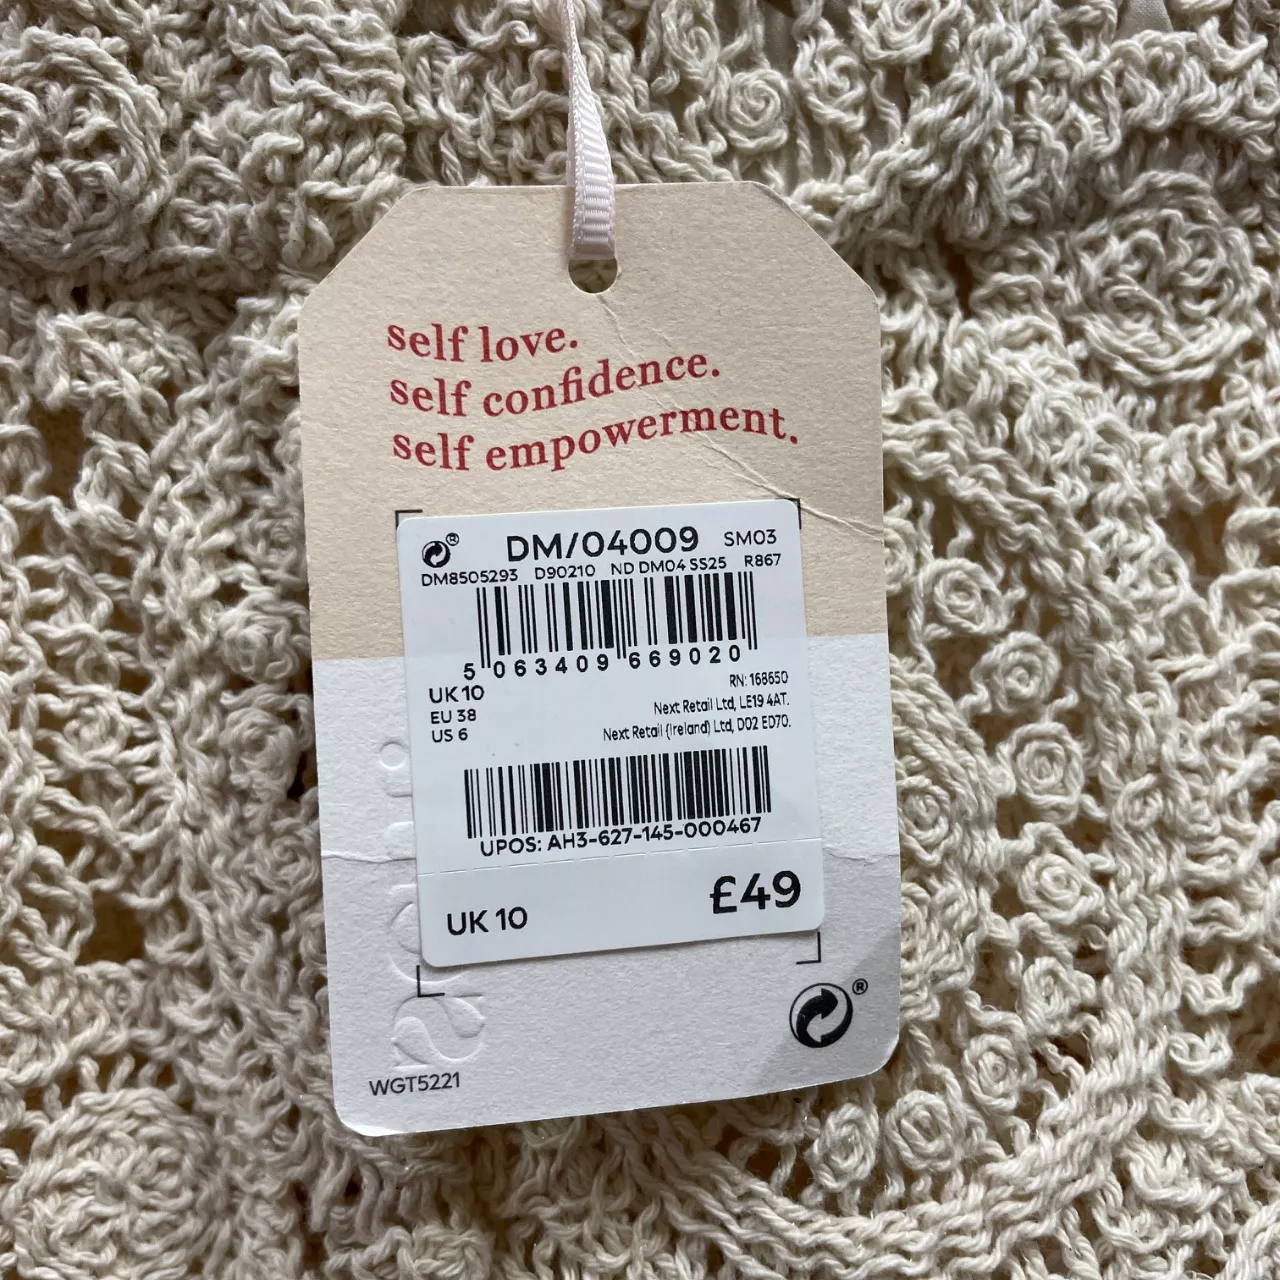 self love.
self confidence.
self empowerment.
DM/04009 SM03
DM8505293 D90210 ND DM04 SS25 R867
5 063409 669020
UK 10
EU 38
US 6
RN: 168650
Next Retail Ltd, LE19 4AT.
Next Retail (Ireland) Ltd, D02 ED70.
UPOS: AH3-627-145-000467
UK 10 £49
WGT5221